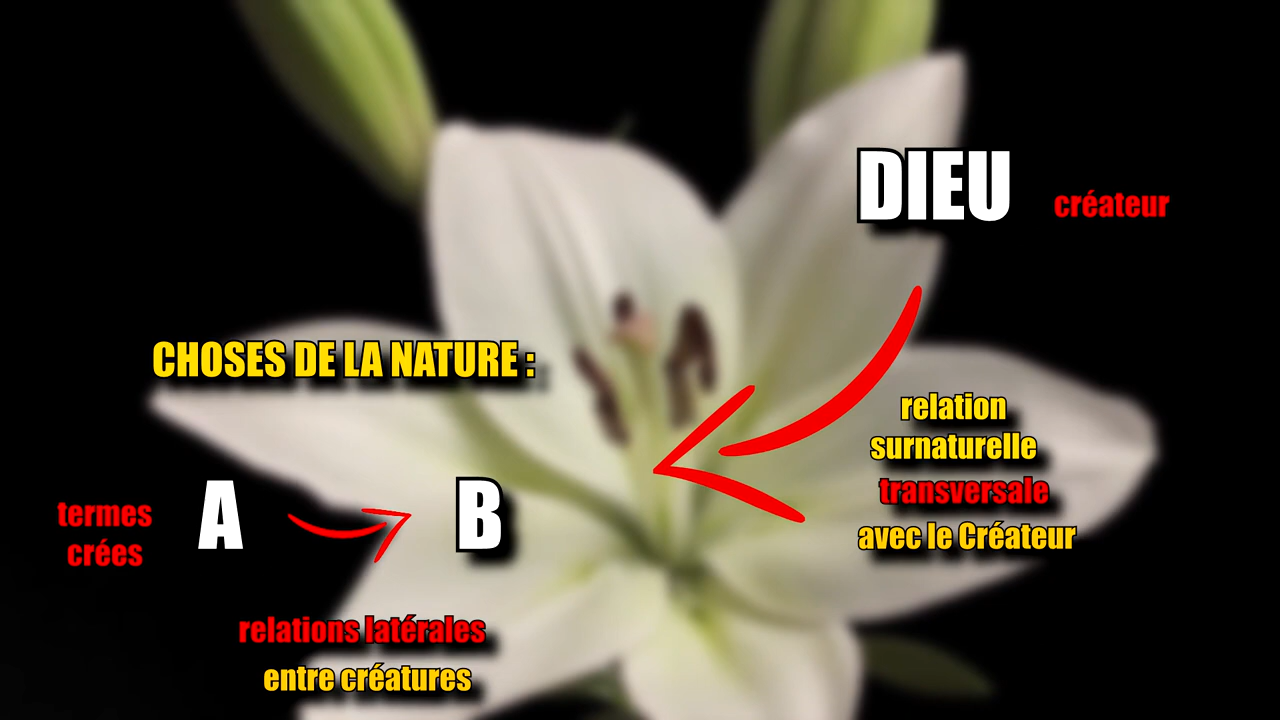 DIEU créateur
CHOSES DE LA NATURE :
relation
surnaturelle
transversale
avec le Créateur
termes
crées
A B
relations latérales
entre créatures